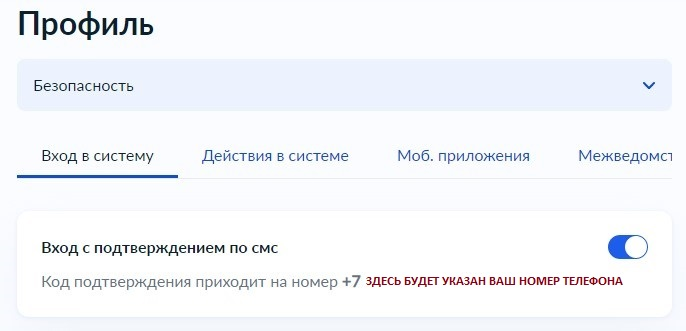 Профиль
Безопасность
Вход в систему Действия в системе Моб. приложения Межведомст
Вход с подтверждением по смс
Код подтверждения приходит на номер +7 ЗДЕСЬ БУДЕТ УКАЗАН ВАШ НОМЕР ТЕЛЕФОНА